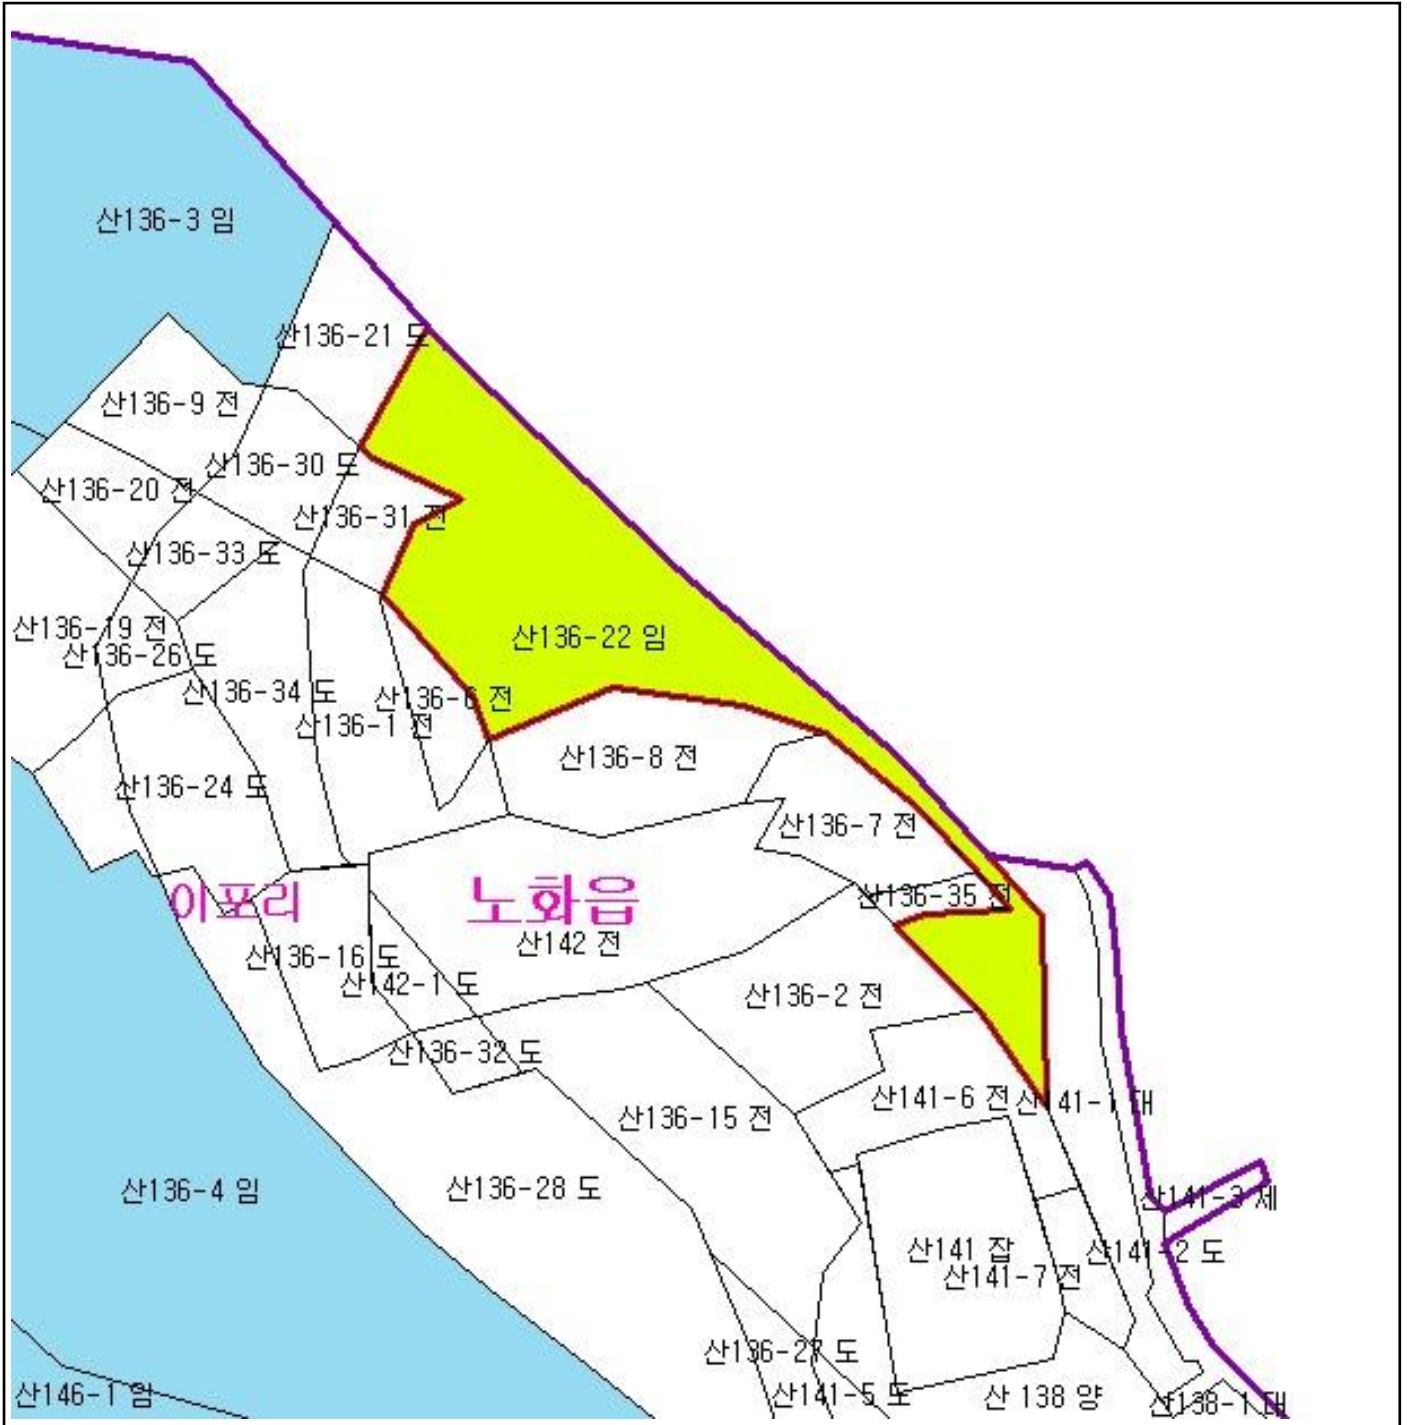 산136-3 임
산136-21 도
산136-9 전
산136-30 도
산136-20 전
산136-31 전
산136-33 도
산136-19 전
산136-22 임
산136-26 도
산136-34 도
산136-6 전
산136-1 전
산136-8 전
산136-24 도
산136-7 전
산136-35 전
이포리
노화읍
산142 전
산136-16 도
산142-1 도
산136-2 전
산136-32 도
산141-6 전
산141-1 대
산136-15 전
산136-4 임
산136-28 도
산141-3 제
산141 잡
산141-2 도
산141-7 전
산136-27 도
산146-1 임
산141-5 도
산 138 양
산138-1 대